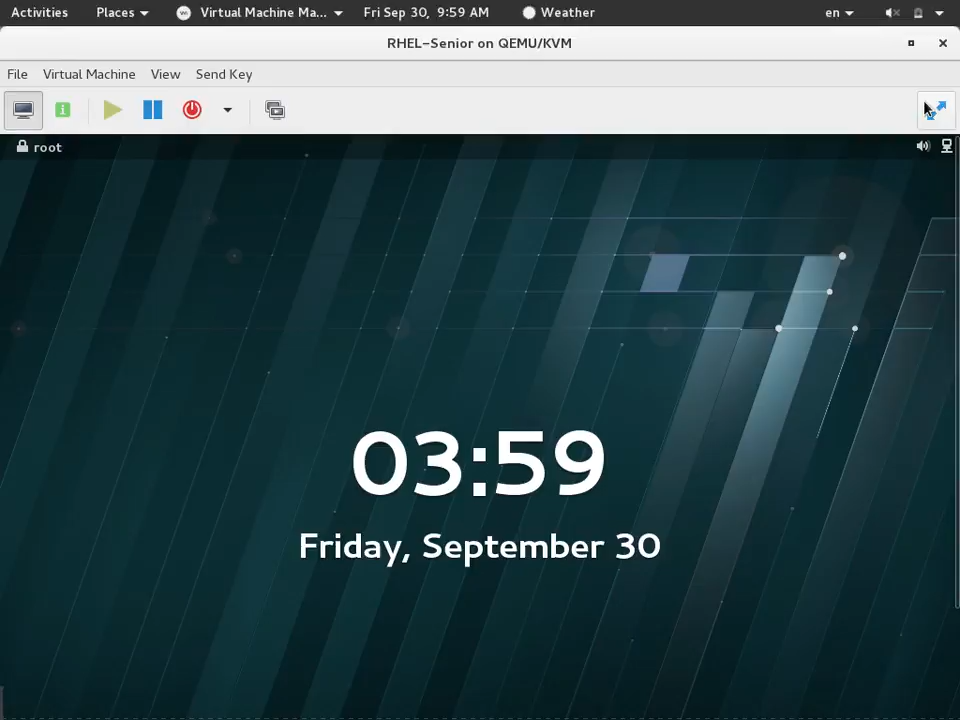 Activities Places Virtual Machine Ma... Fri Sep 30, 9:59 AM Weather en
RHEL-Senior on QEMU/KVM
File Virtual Machine View Send Key
root
03:59
Friday, September 30